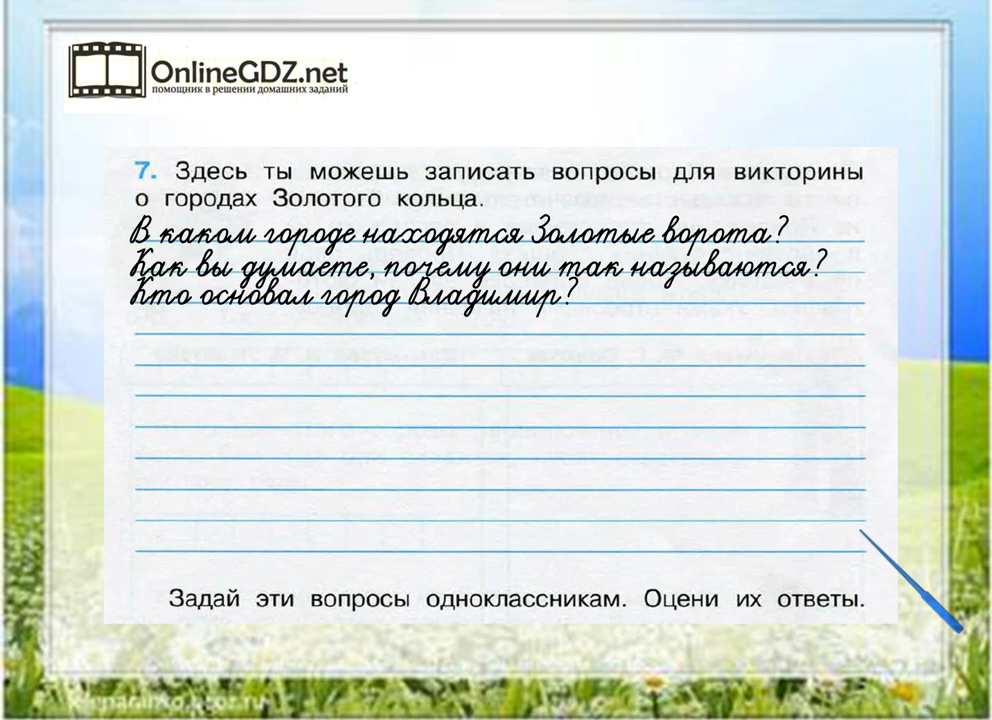 OnlineGDZ.net
помощник в решении домашних заданий
7. Здесь ты можешь записать вопросы для викторины
о городах Золотого кольца.
В каком городе находятся Золотые ворота?
Как вы думаете, почему они так называются?
Кто основал город Владимир?
Задай эти вопросы одноклассникам. Оцени их ответы.